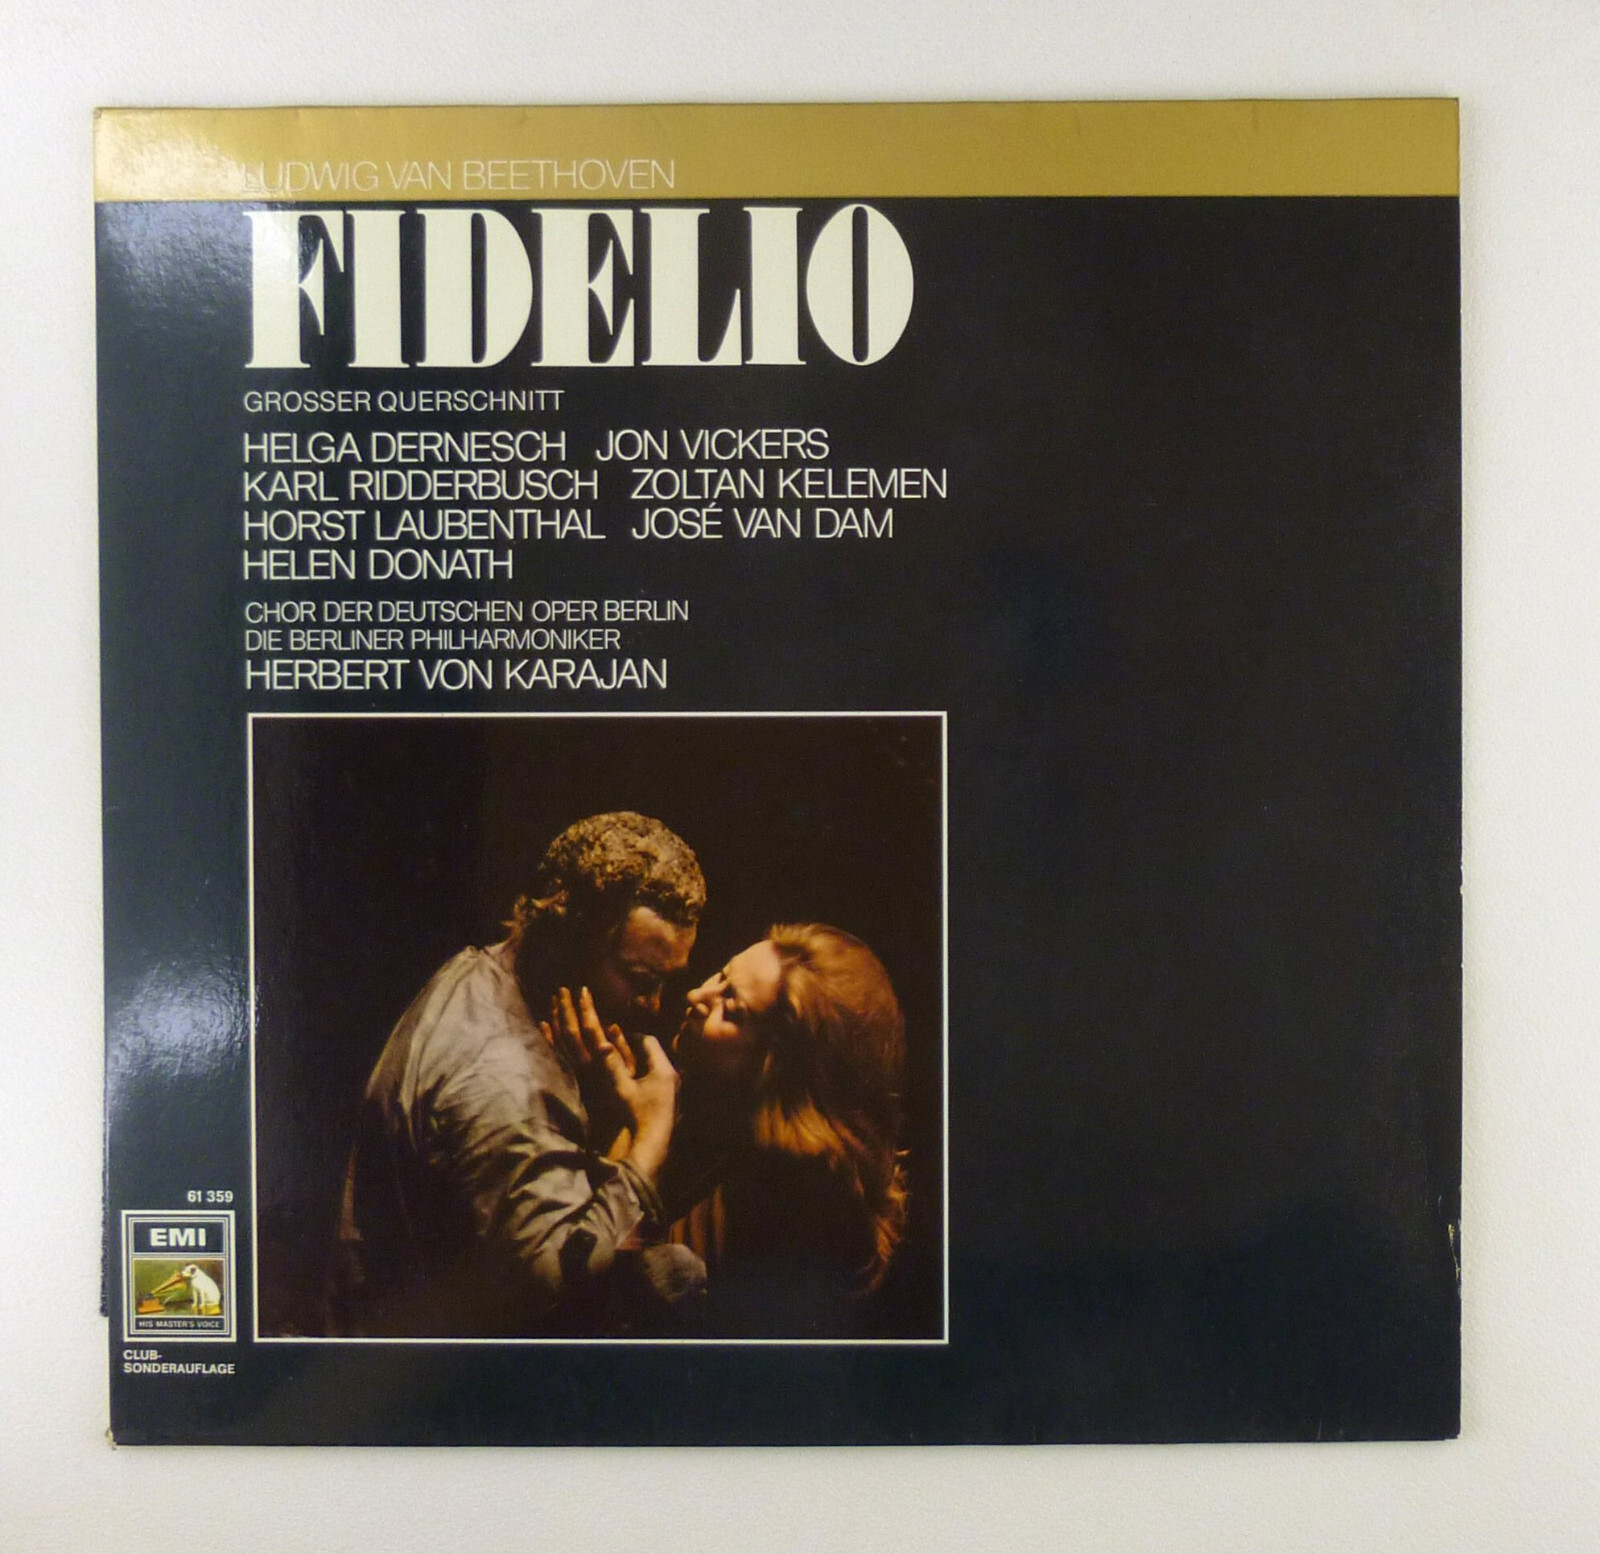 LUDWIG VAN BEETHOVEN
FIDELIO
GROSSER QUERSCHNITT
HELGA DERNESCH JON VICKERS
KARL RIDDERBUSCH ZOLTAN KELEMEN
HORST LAUBENTHAL JOSÉ VAN DAM
HELEN DONATH
CHOR DER DEUTSCHEN OPER BERLIN
DIE BERLINER PHILHARMONIKER
HERBERT VON KARAJAN
61 359
EMI
HIS MASTER'S VOICE
CLUB-
SONDERAUFLAGE